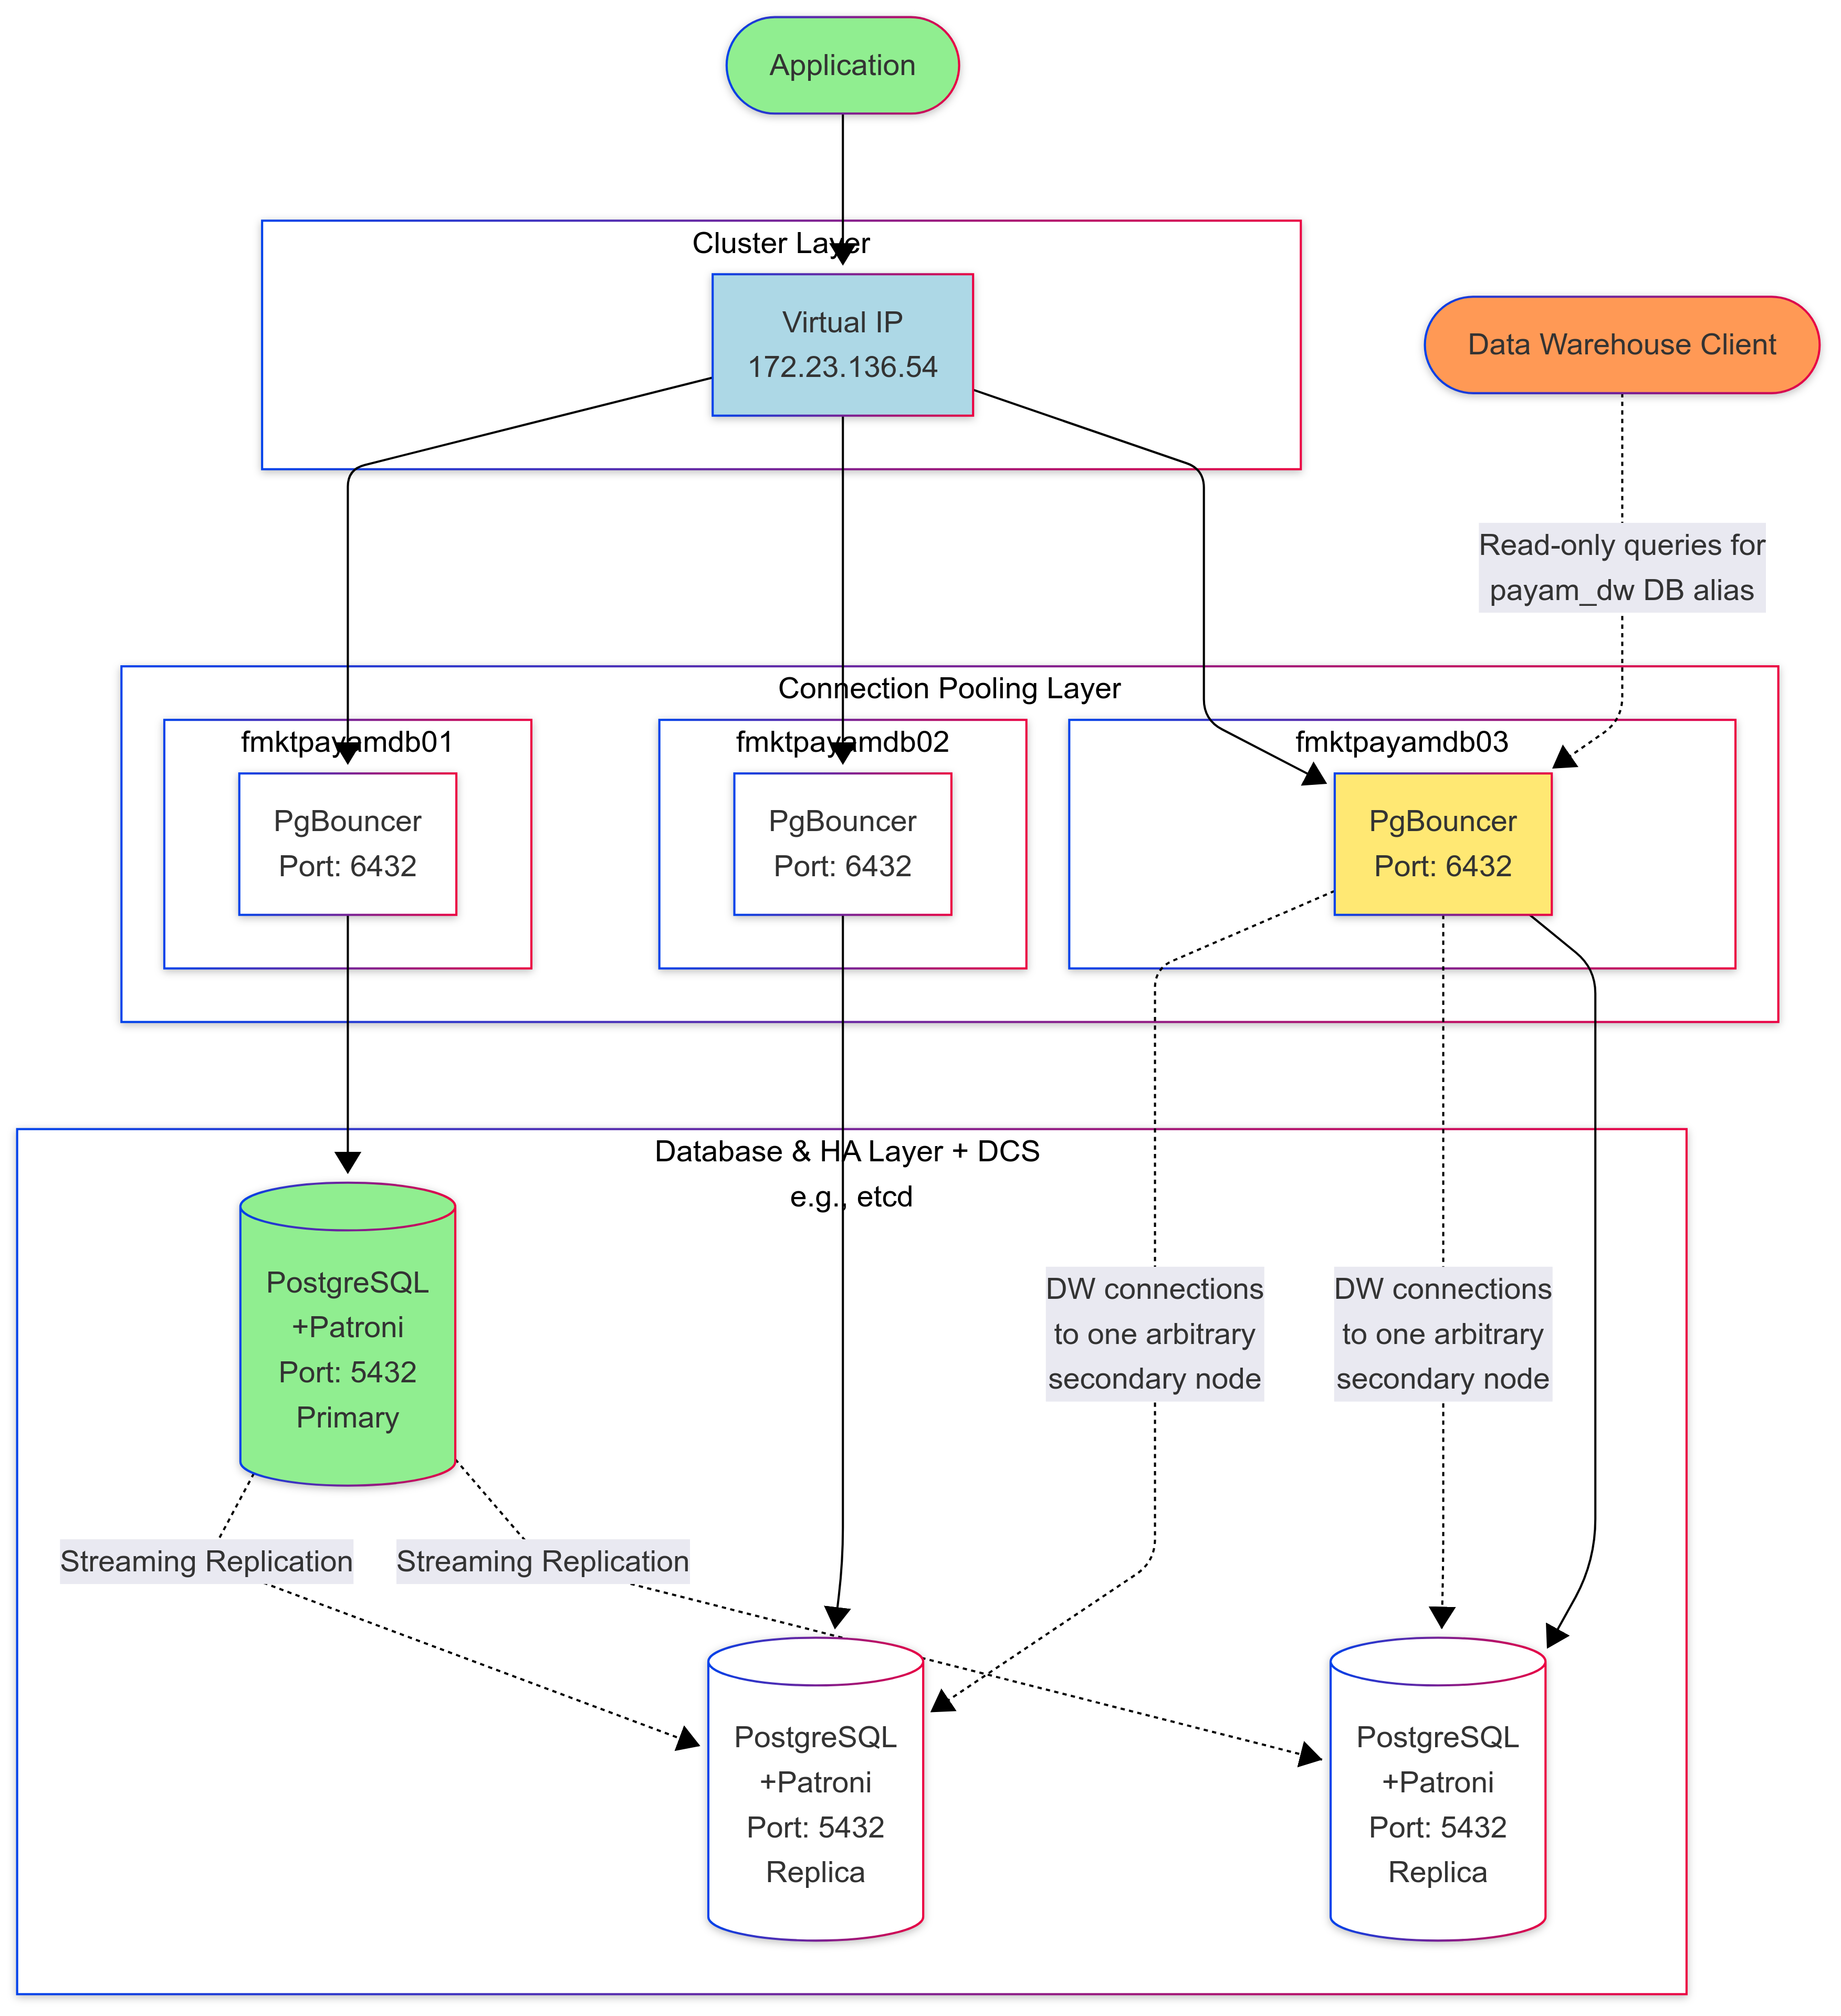 Application
Cluster Layer
Virtual IP
172.23.136.54
Data Warehouse Client
Read-only queries for
payam_dw DB alias
Connection Pooling Layer
fmktpayamdb01
PgBouncer
Port: 6432
fmktpayamdb02
PgBouncer
Port: 6432
fmktpayamdb03
PgBouncer
Port: 6432
Database & HA Layer + DCS
e.g., etcd
PostgreSQL
+Patroni
Port: 5432
Primary
DW connections
to one arbitrary
secondary node
DW connections
to one arbitrary
secondary node
Streaming Replication
Streaming Replication
PostgreSQL
+Patroni
Port: 5432
Replica
PostgreSQL
+Patroni
Port: 5432
Replica